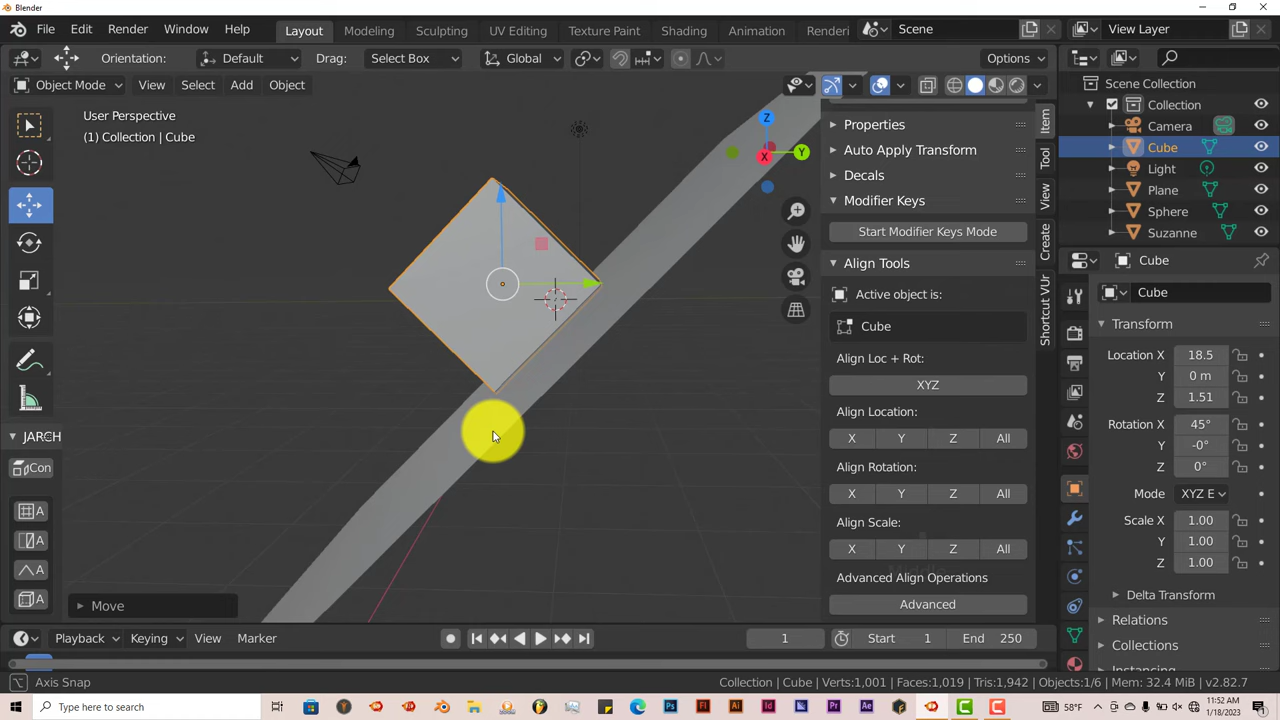 Blender
File Edit Render Window Help Layout Modeling Sculpting UV Editing Texture Paint Shading Animation Renderi Scene View Layer
Orientation: Default Drag: Select Box Global Options
Object Mode View Select Add Object
User Perspective
(1) Collection | Cube
Z
X
Y
JARCH
Con
A
A
A
A
Move
Properties
Auto Apply Transform
Decals
Modifier Keys
Start Modifier Keys Mode
Align Tools
Active object is:
Cube
Align Loc + Rot:
XYZ
Align Location:
X Y Z All
Align Rotation:
X Y Z All
Align Scale:
X Y Z All
Advanced Align Operations
Advanced
Item
Tool
View
Create
Shortcut VUr
Scene Collection
Collection
Camera
Cube
Light
Plane
Sphere
Suzanne
Cube
Cube
Transform
Location X 18.5
Y 0 m
Z 1.51
Rotation X 45°
Y -0°
Z 0°
Mode XYZ E
Scale X 1.00
Y 1.00
Z 1.00
Delta Transform
Relations
Collections
Instancing
Playback Keying View Marker 1 Start 1 End 250
Axis Snap Collection | Cube | Verts:1,001 | Faces:1,019 | Tris:1,942 | Objects:1/6 | Mem: 32.4 MiB | v2.82.7
Type here to search 58°F 11:52 AM
1/18/2023